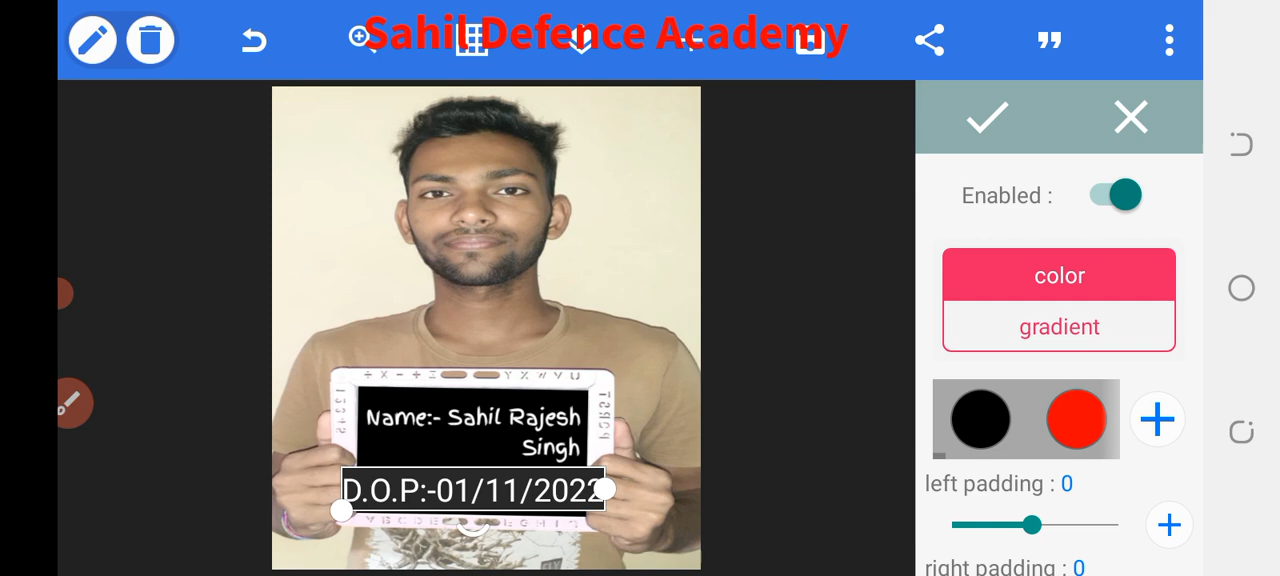 Sahil Defence Academy
Enabled :
color
gradient
left padding : 0
right padding : 0
+ X - ÷ =
Y X W V U
Name:- Sahil Rajesh
Singh
D.O.P:-01/11/2022
A B C D E F G H I